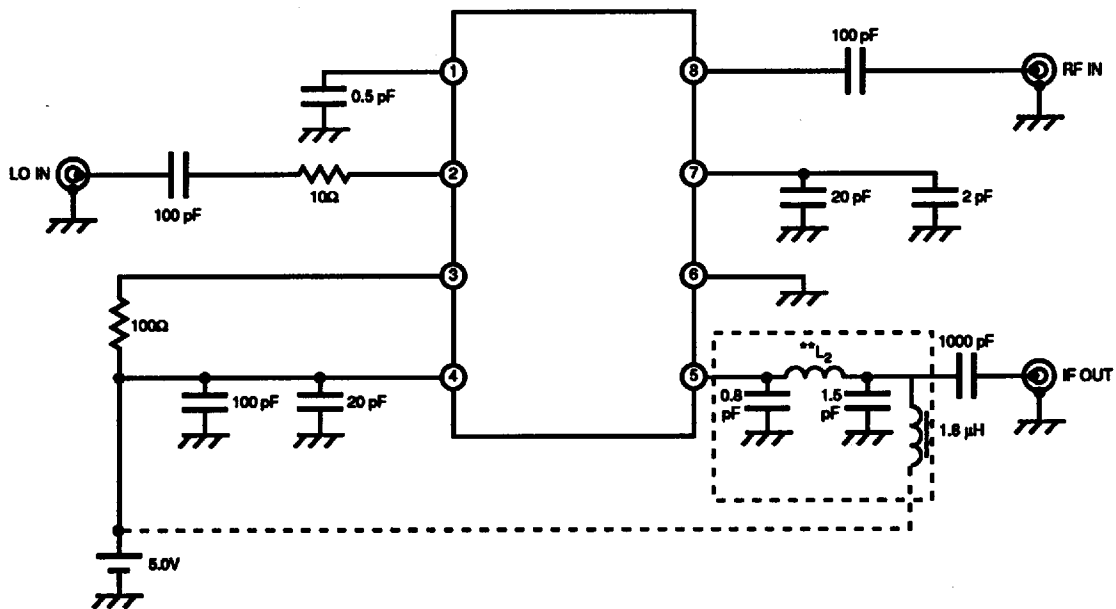 100 pF
1
8
RF IN
0.5 pF
LO IN
2
7
100 pF
10Ω
20 pF
2 pF
3
6
100Ω
**L2
1000 pF
4
5
IF OUT
100 pF
20 pF
0.8 pF
1.5 pF
1.8 μH
5.0V